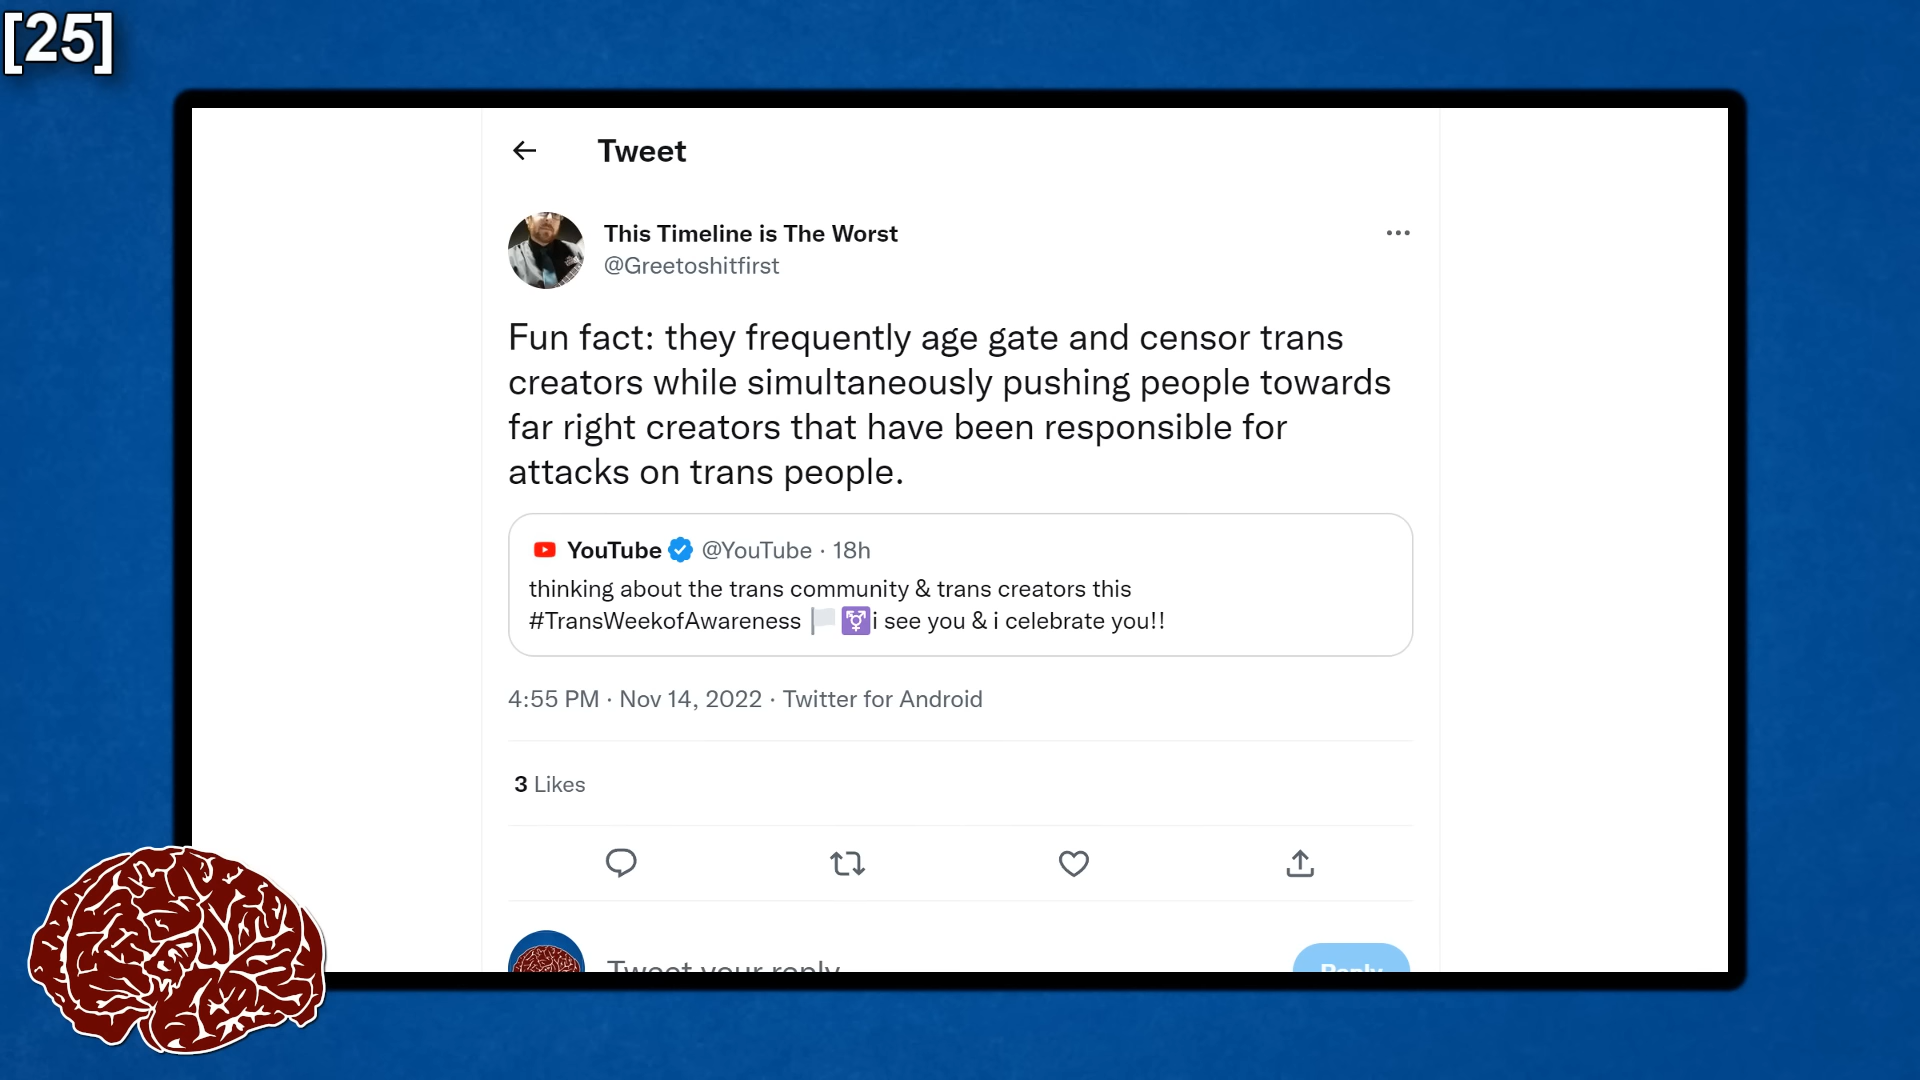 [25]
Tweet
This Timeline is The Worst
@Greetoshitfirst
Fun fact: they frequently age gate and censor trans
creators while simultaneously pushing people towards
far right creators that have been responsible for
attacks on trans people.
YouTube @YouTube · 18h
thinking about the trans community & trans creators this
#TransWeekofAwareness 🏳️⚧️i see you & i celebrate you!!
4:55 PM · Nov 14, 2022 · Twitter for Android
3 Likes
Tweet your reply
Reply